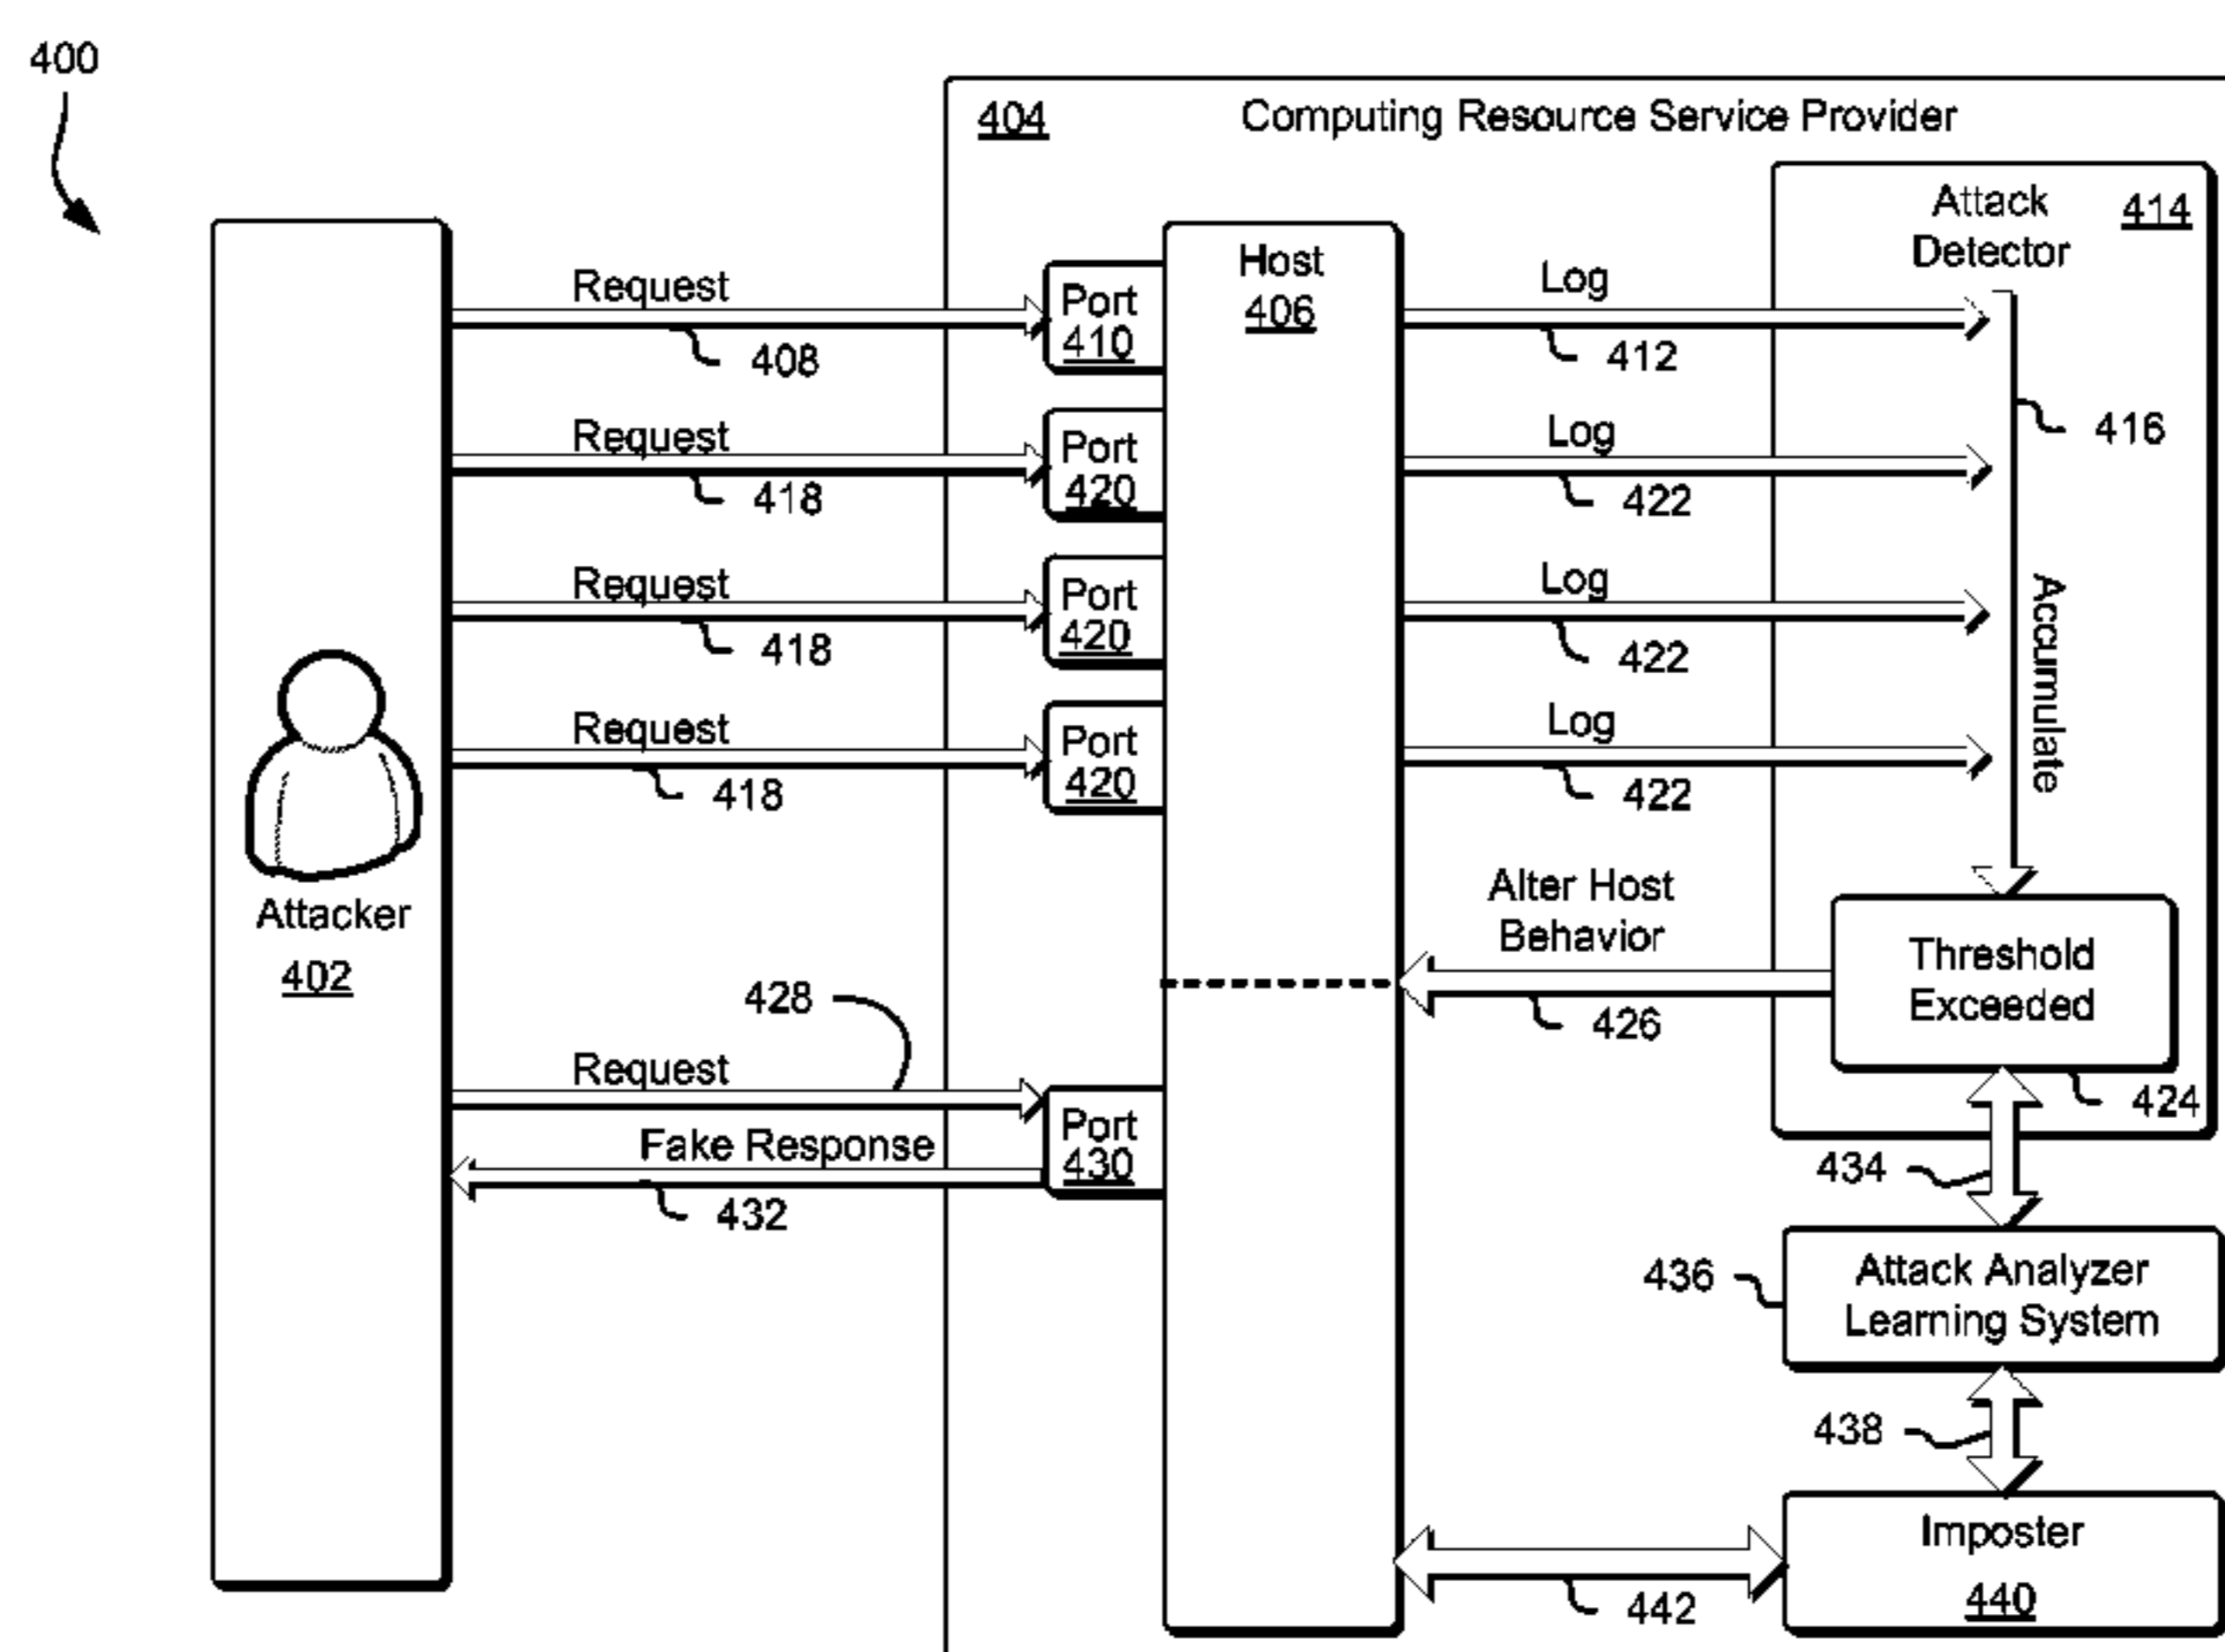 400
404
Computing Resource Service Provider
Attack
Detector
414
Host
406
Request
408
Port
410
Log
412
416
Request
418
Port
420
Log
422
Request
418
Port
420
Log
422
Accumulate
Request
418
Port
420
Log
422
Attacker
402
Alter Host
Behavior
426
Threshold
Exceeded
424
428
Request
Port
430
Fake Response
432
434
436
Attack Analyzer
Learning System
438
Imposter
440
442